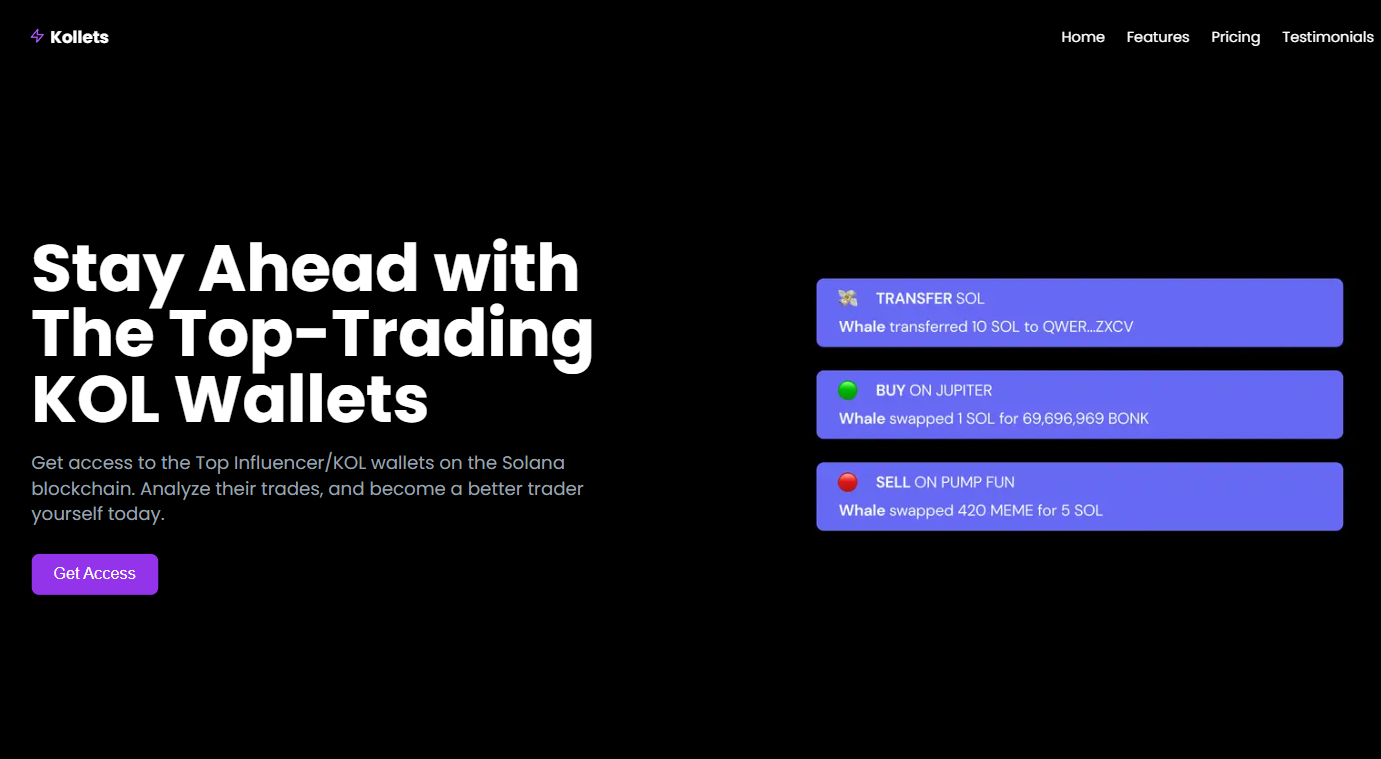 Kollets
Home Features Pricing Testimonials
Stay Ahead with
The Top-Trading
KOL Wallets
Get access to the Top Influencer/KOL wallets on the Solana
blockchain. Analyze their trades, and become a better trader
yourself today.
Get Access
TRANSFER SOL
Whale transferred 10 SOL to QWER...ZXCV
BUY ON JUPITER
Whale swapped 1 SOL for 69,696,969 BONK
SELL ON PUMP FUN
Whale swapped 420 MEME for 5 SOL